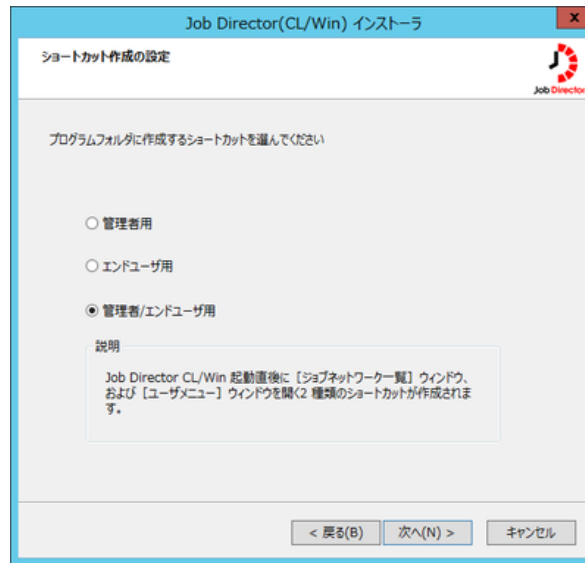 Job Director(CL/Win) インストーラ
x
ショートカット作成の設定
Job Director
プログラムフォルダに作成するショートカットを選んでください
管理者用
エンドユーザ用
管理者/エンドユーザ用
説明
Job Director CL/Win 起動直後に［ジョブネットワーク一覧］ウィンドウ、
および［ユーザメニュー］ウィンドウを開く2 種類のショートカットが作成されま
す。
< 戻る(B)
次へ(N) >
キャンセル